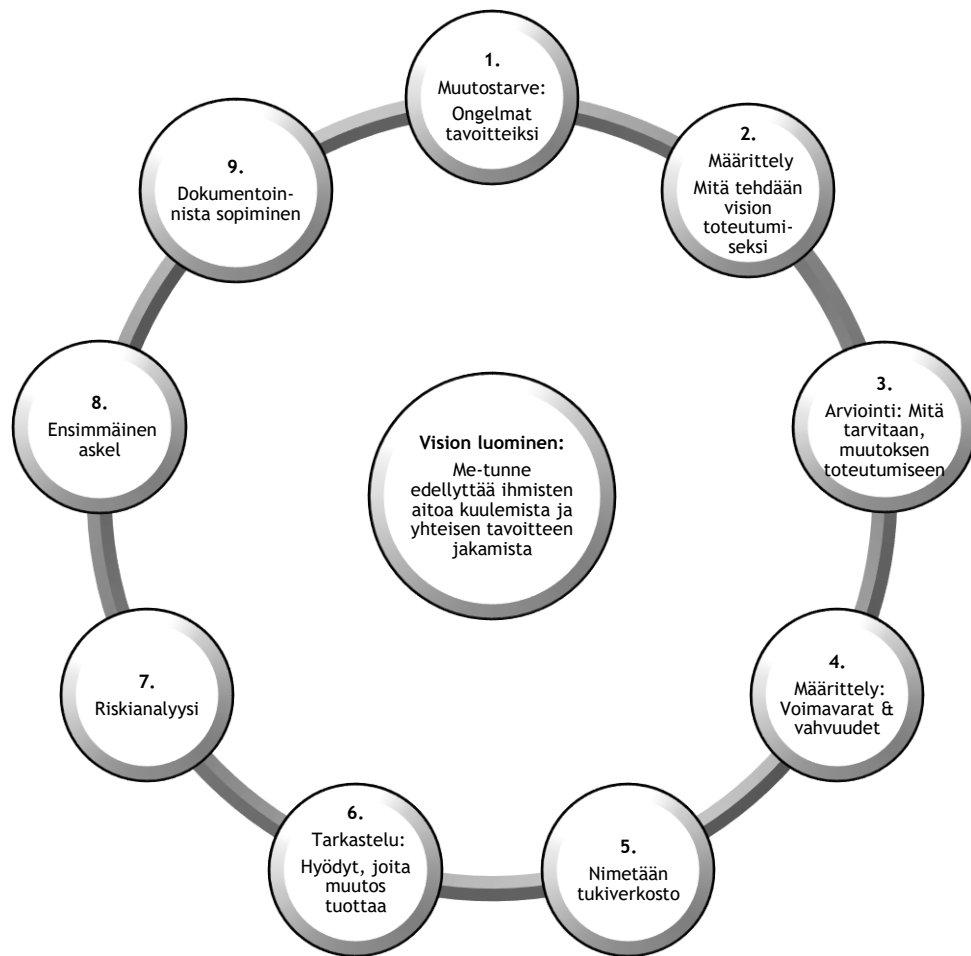 1.
Muutostarve:
Ongelmat
tavoitteiksi
2.
Määrittely
Mitä tehdään
vision
toteutumi-
seksi
3.
Arviointi: Mitä
tarvitaan,
muutoksen
toteutumiseen
4.
Määrittely:
Voimavarat &
vahvuudet
5.
Nimetään
tukiverkosto
6.
Tarkastelu:
Hyödyt, joita
muutos
tuottaa
7.
Riskianalyysi
8.
Ensimmäinen
askel
9.
Dokumentoin-
nista sopiminen
Vision luominen:
Me-tunne
edellyttää ihmisten
aitoa kuulemista ja
yhteisen tavoitteen
jakamista